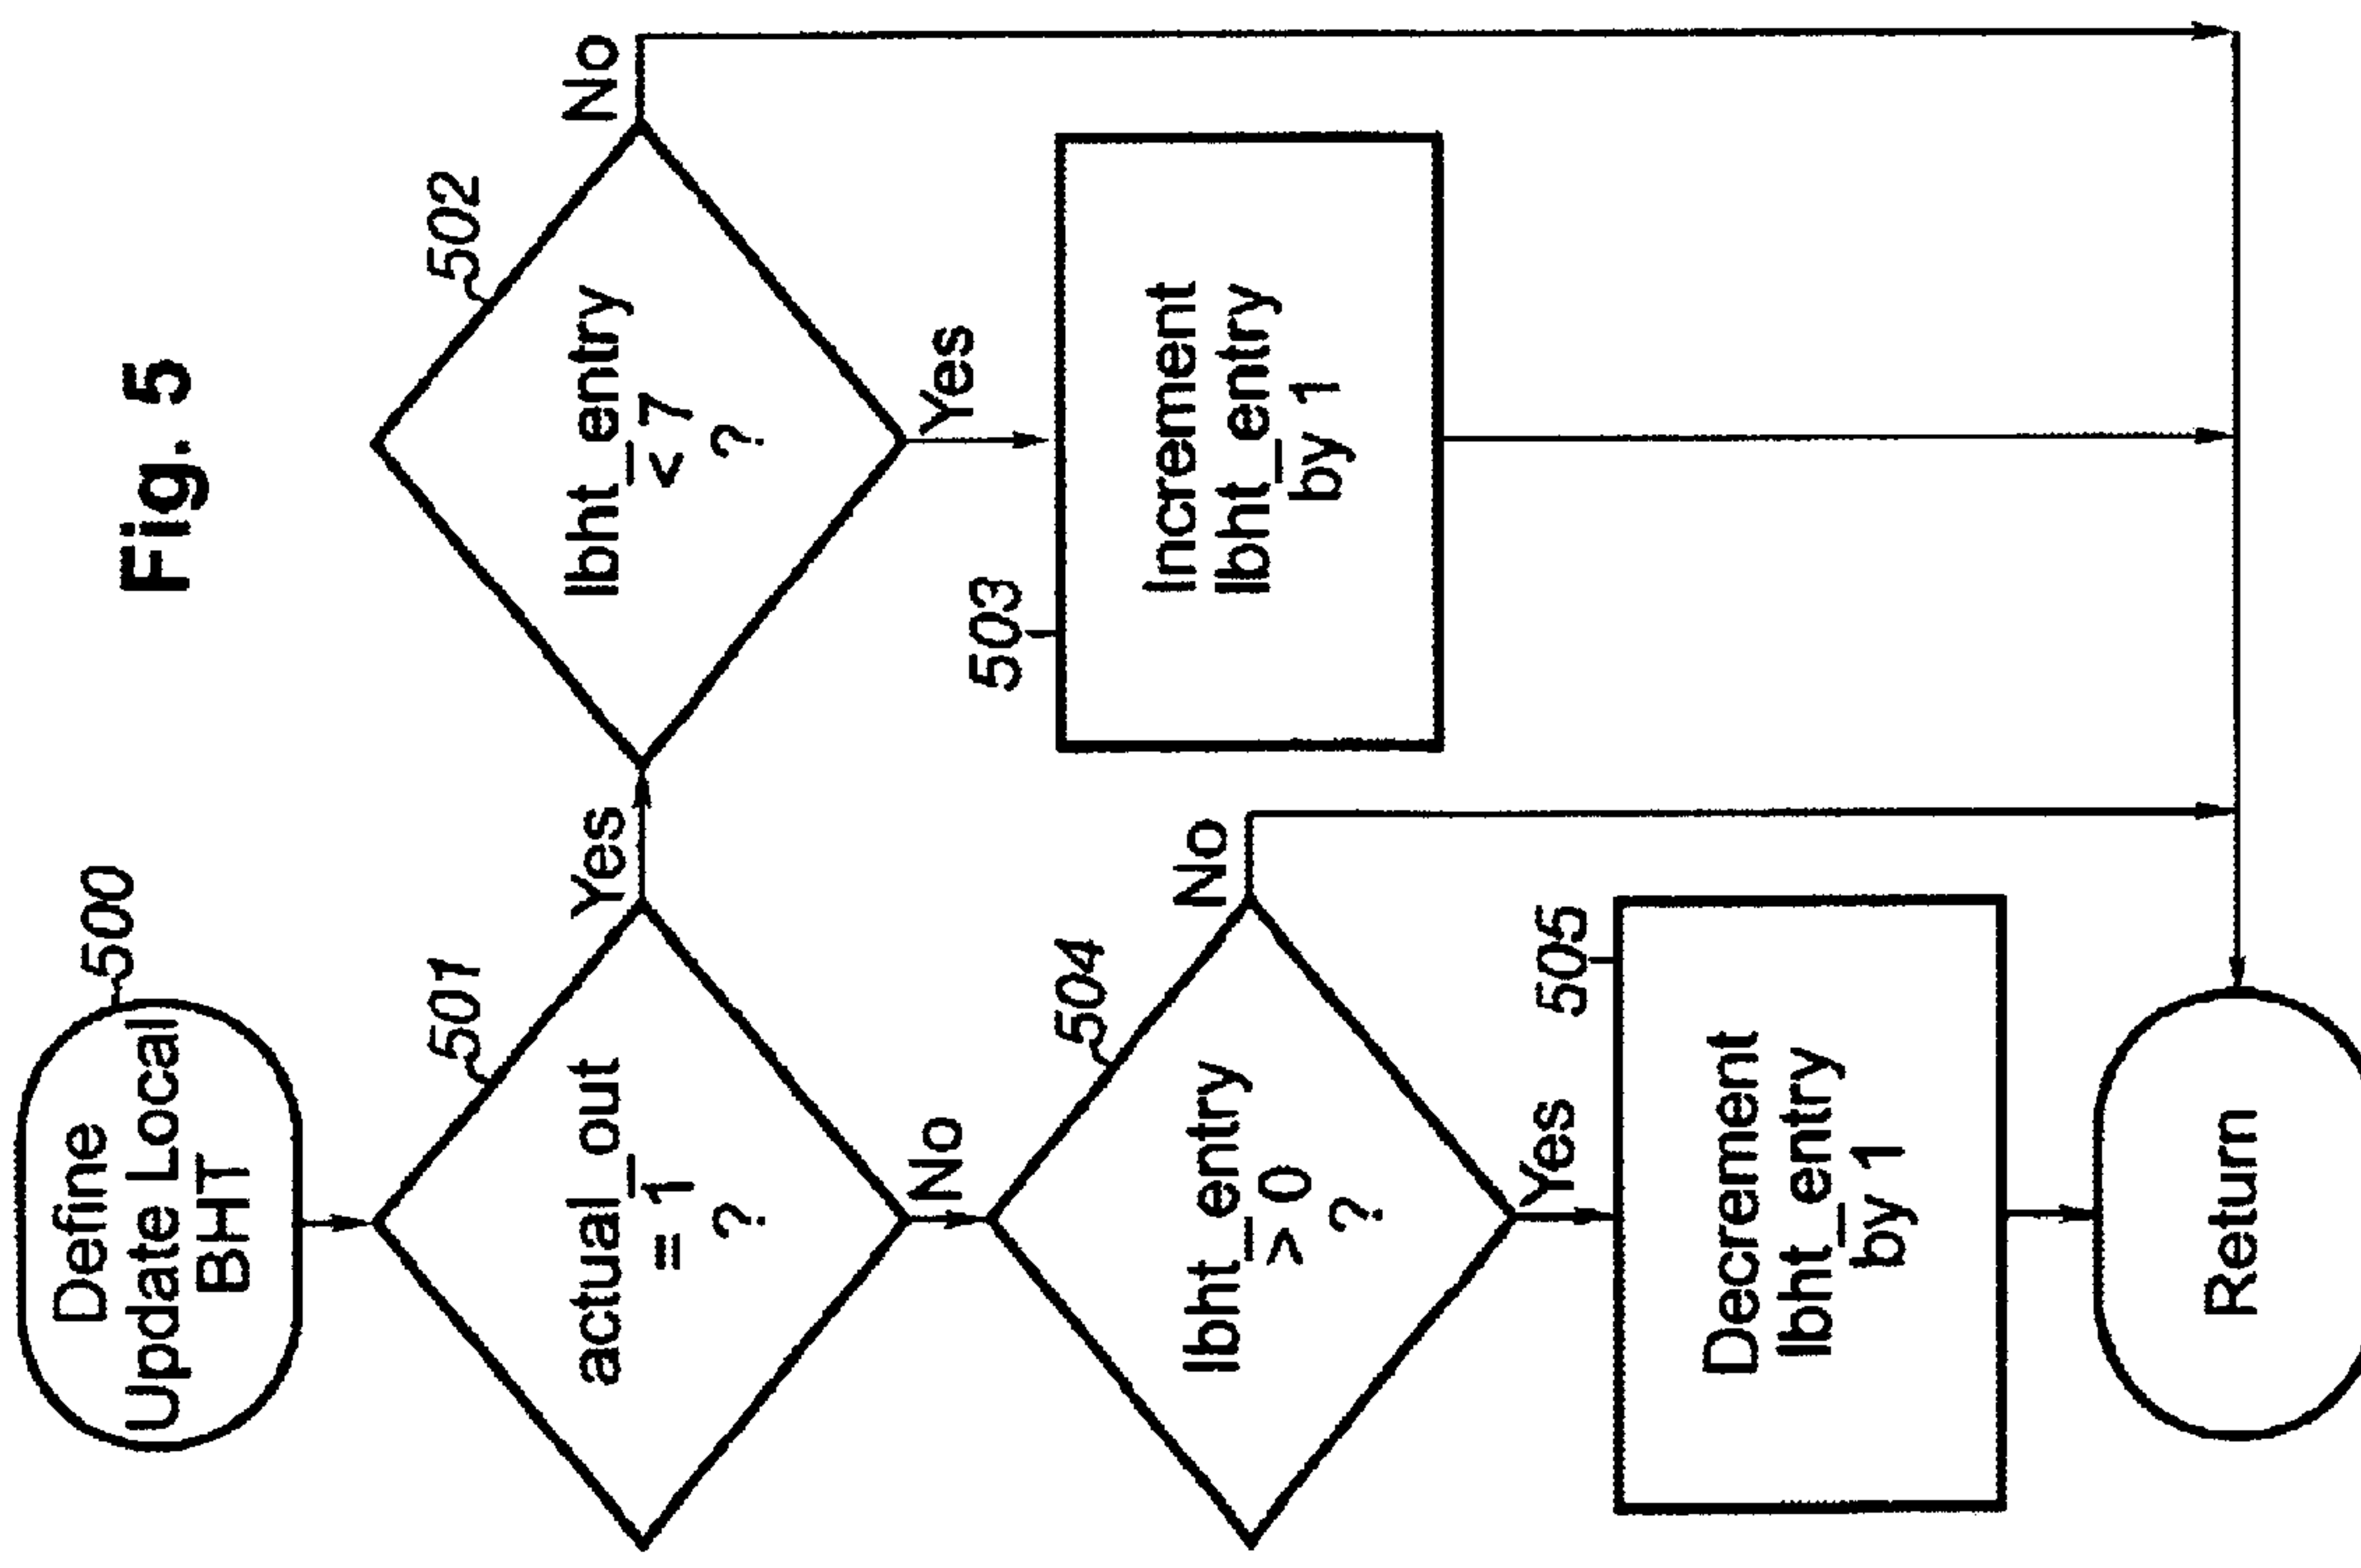 Fig. 5
Define
Update Local
BHT
500
actual_out
= 1
?
501
Yes
No
lbht_entry
< 7
?
502
No
Yes
Increment
lbht_entry
by 1
503
lbht_entry
> 0
?
504
No
Yes
Decrement
lbht_entry
by 1
505
Return